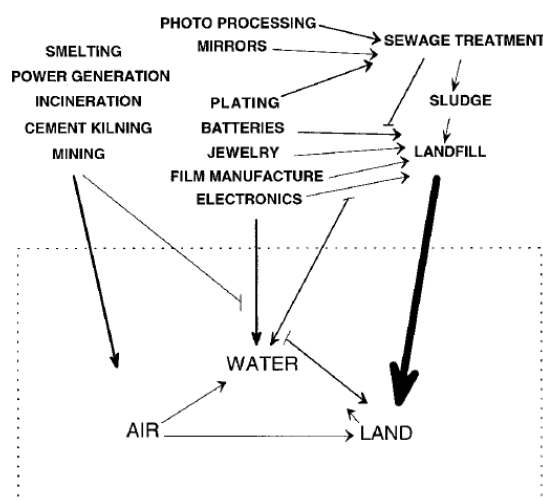 PHOTO PROCESSING
MIRRORS
SEWAGE TREATMENT
SMELTING
POWER GENERATION
INCINERATION
CEMENT KILNING
MINING
PLATING
BATTERIES
JEWELRY
FILM MANUFACTURE
ELECTRONICS
SLUDGE
LANDFILL
WATER
AIR
LAND